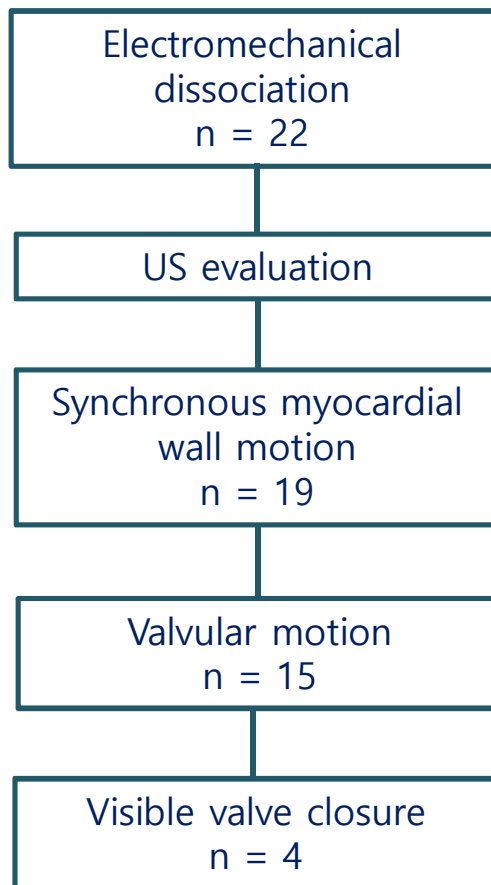 Electromechanical
dissociation
n = 22
US evaluation
Synchronous myocardial
wall motion
n = 19
Valvular motion
n = 15
Visible valve closure
n = 4